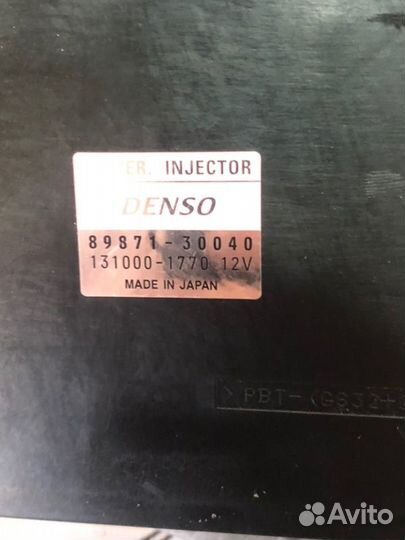 INJECTOR
DENSO
89871-30040
131000-1770 12V
MADE IN JAPAN
>PBT-
Avito